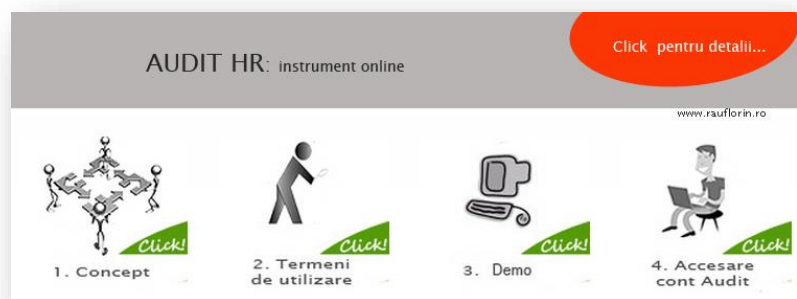 Click pentru detalii...
AUDIT HR: instrument online
www.rauflorin.ro
Click!
Click!
Click!
Click!
1. Concept
2. Termeni
de utilizare
3. Demo
4. Accesare
cont Audit